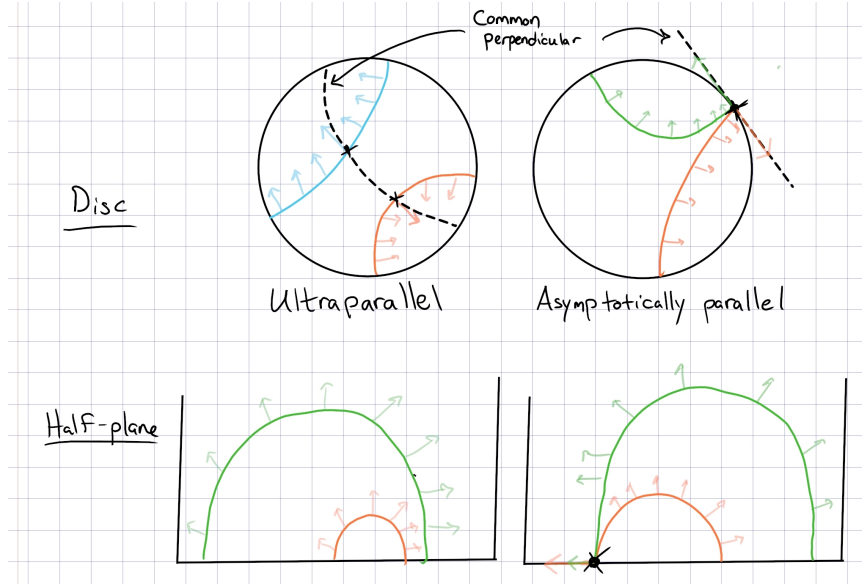 Common
perpendicular
Disc
Ultraparallel
Asymptotically parallel
Half-plane